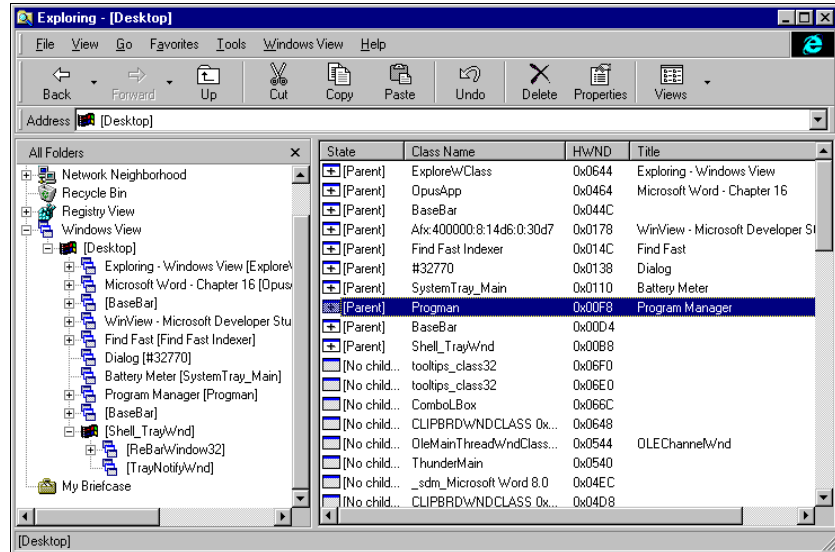 Exploring - [Desktop]
File View Go Favorites Tools Windows View Help
Back Forward Up Cut Copy Paste Undo Delete Properties Views
Address [Desktop]
All Folders
Network Neighborhood
Recycle Bin
Registry View
Windows View
[Desktop]
Exploring - Windows View [Explore
Microsoft Word - Chapter 16 [Opus
[BaseBar]
WinView - Microsoft Developer Stu
Find Fast [Find Fast Indexer]
Dialog [#32770]
Battery Meter [SystemTray_Main]
Program Manager [Progman]
[BaseBar]
[Shell_TrayWnd]
[ReBarWindow32]
[TrayNotifyWnd]
My Briefcase
State Class Name HWND Title
[Parent] ExploreWClass 0x0644 Exploring - Windows View
[Parent] OpusApp 0x0464 Microsoft Word - Chapter 16
[Parent] BaseBar 0x044C
[Parent] Afx:400000:8:14d6:0:30d7 0x0178 WinView - Microsoft Developer St
[Parent] Find Fast Indexer 0x014C Find Fast
[Parent] #32770 0x0138 Dialog
[Parent] SystemTray_Main 0x0110 Battery Meter
[Parent] Progman 0x00F8 Program Manager
[Parent] BaseBar 0x00D4
[Parent] Shell_TrayWnd 0x00B8
[No child... tooltips_class32 0x06F0
[No child... tooltips_class32 0x06E0
[No child... ComboLBox 0x066C
[No child... CLIPBRDWNDCLASS 0x... 0x0648
[No child... OleMainThreadWndClass... 0x0544 OLEChannelWnd
[No child... ThunderMain 0x0540
[No child... _sdm_Microsoft Word 8.0 0x04EC
[No child... CLIPBRDWNDCLASS 0x... 0x04D8
[Desktop]